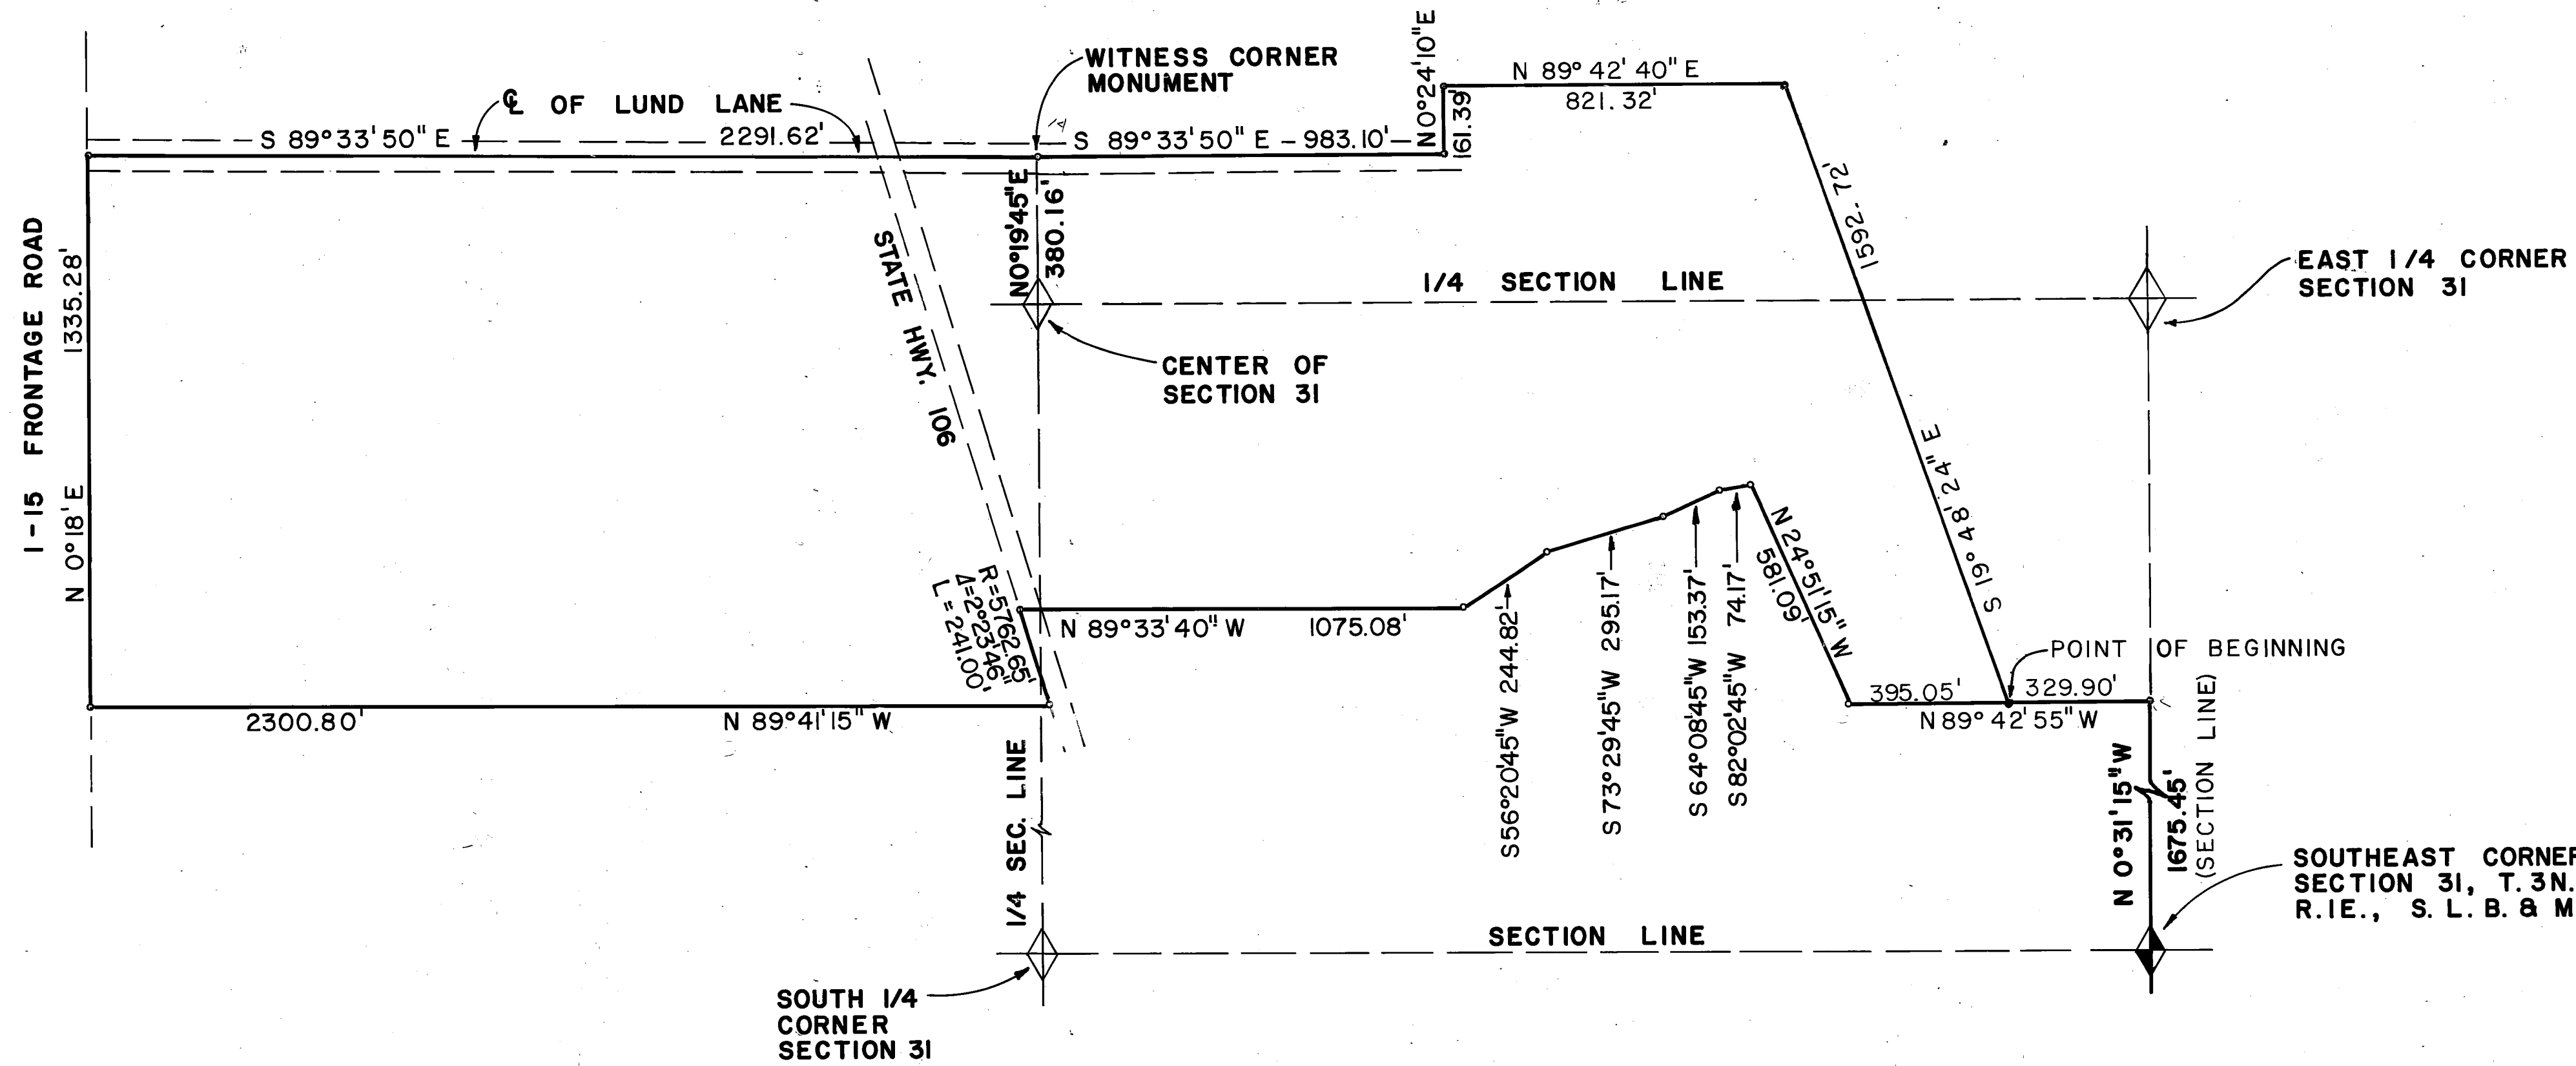 WITNESS CORNER
MONUMENT
N 0°24'10" E
161.39'
N 89° 42' 40" E
821.32'
℄ OF LUND LANE
S 89°33'50" E
2291.62'
S 89°33'50" E - 983.10'
N 0°19'45" E
380.16'
1592.72'
S 19° 48' 24" E
I-15 FRONTAGE ROAD
1335.28'
N 0°18' E
STATE HWY. 106
1/4 SECTION LINE
EAST 1/4 CORNER
SECTION 31
CENTER OF
SECTION 31
R=5762.65'
Δ=2°23'46"
L = 241.00'
N 89°33'40" W
1075.08'
S 56°20'45" W 244.82'
S 73°29'45" W 295.17'
S 64°08'45" W 153.37'
S 82°02'45" W 74.17'
N 24°51'15" W
581.09'
POINT OF BEGINNING
395.05'
329.90'
N 89° 42' 55" W
2300.80'
N 89°41'15" W
1/4 SEC. LINE
N 0°31'15" W
1675.45'
(SECTION LINE)
SOUTHEAST CORNER
SECTION 31, T. 3N.
R.1E., S. L. B. & M
SECTION LINE
SOUTH 1/4
CORNER
SECTION 31